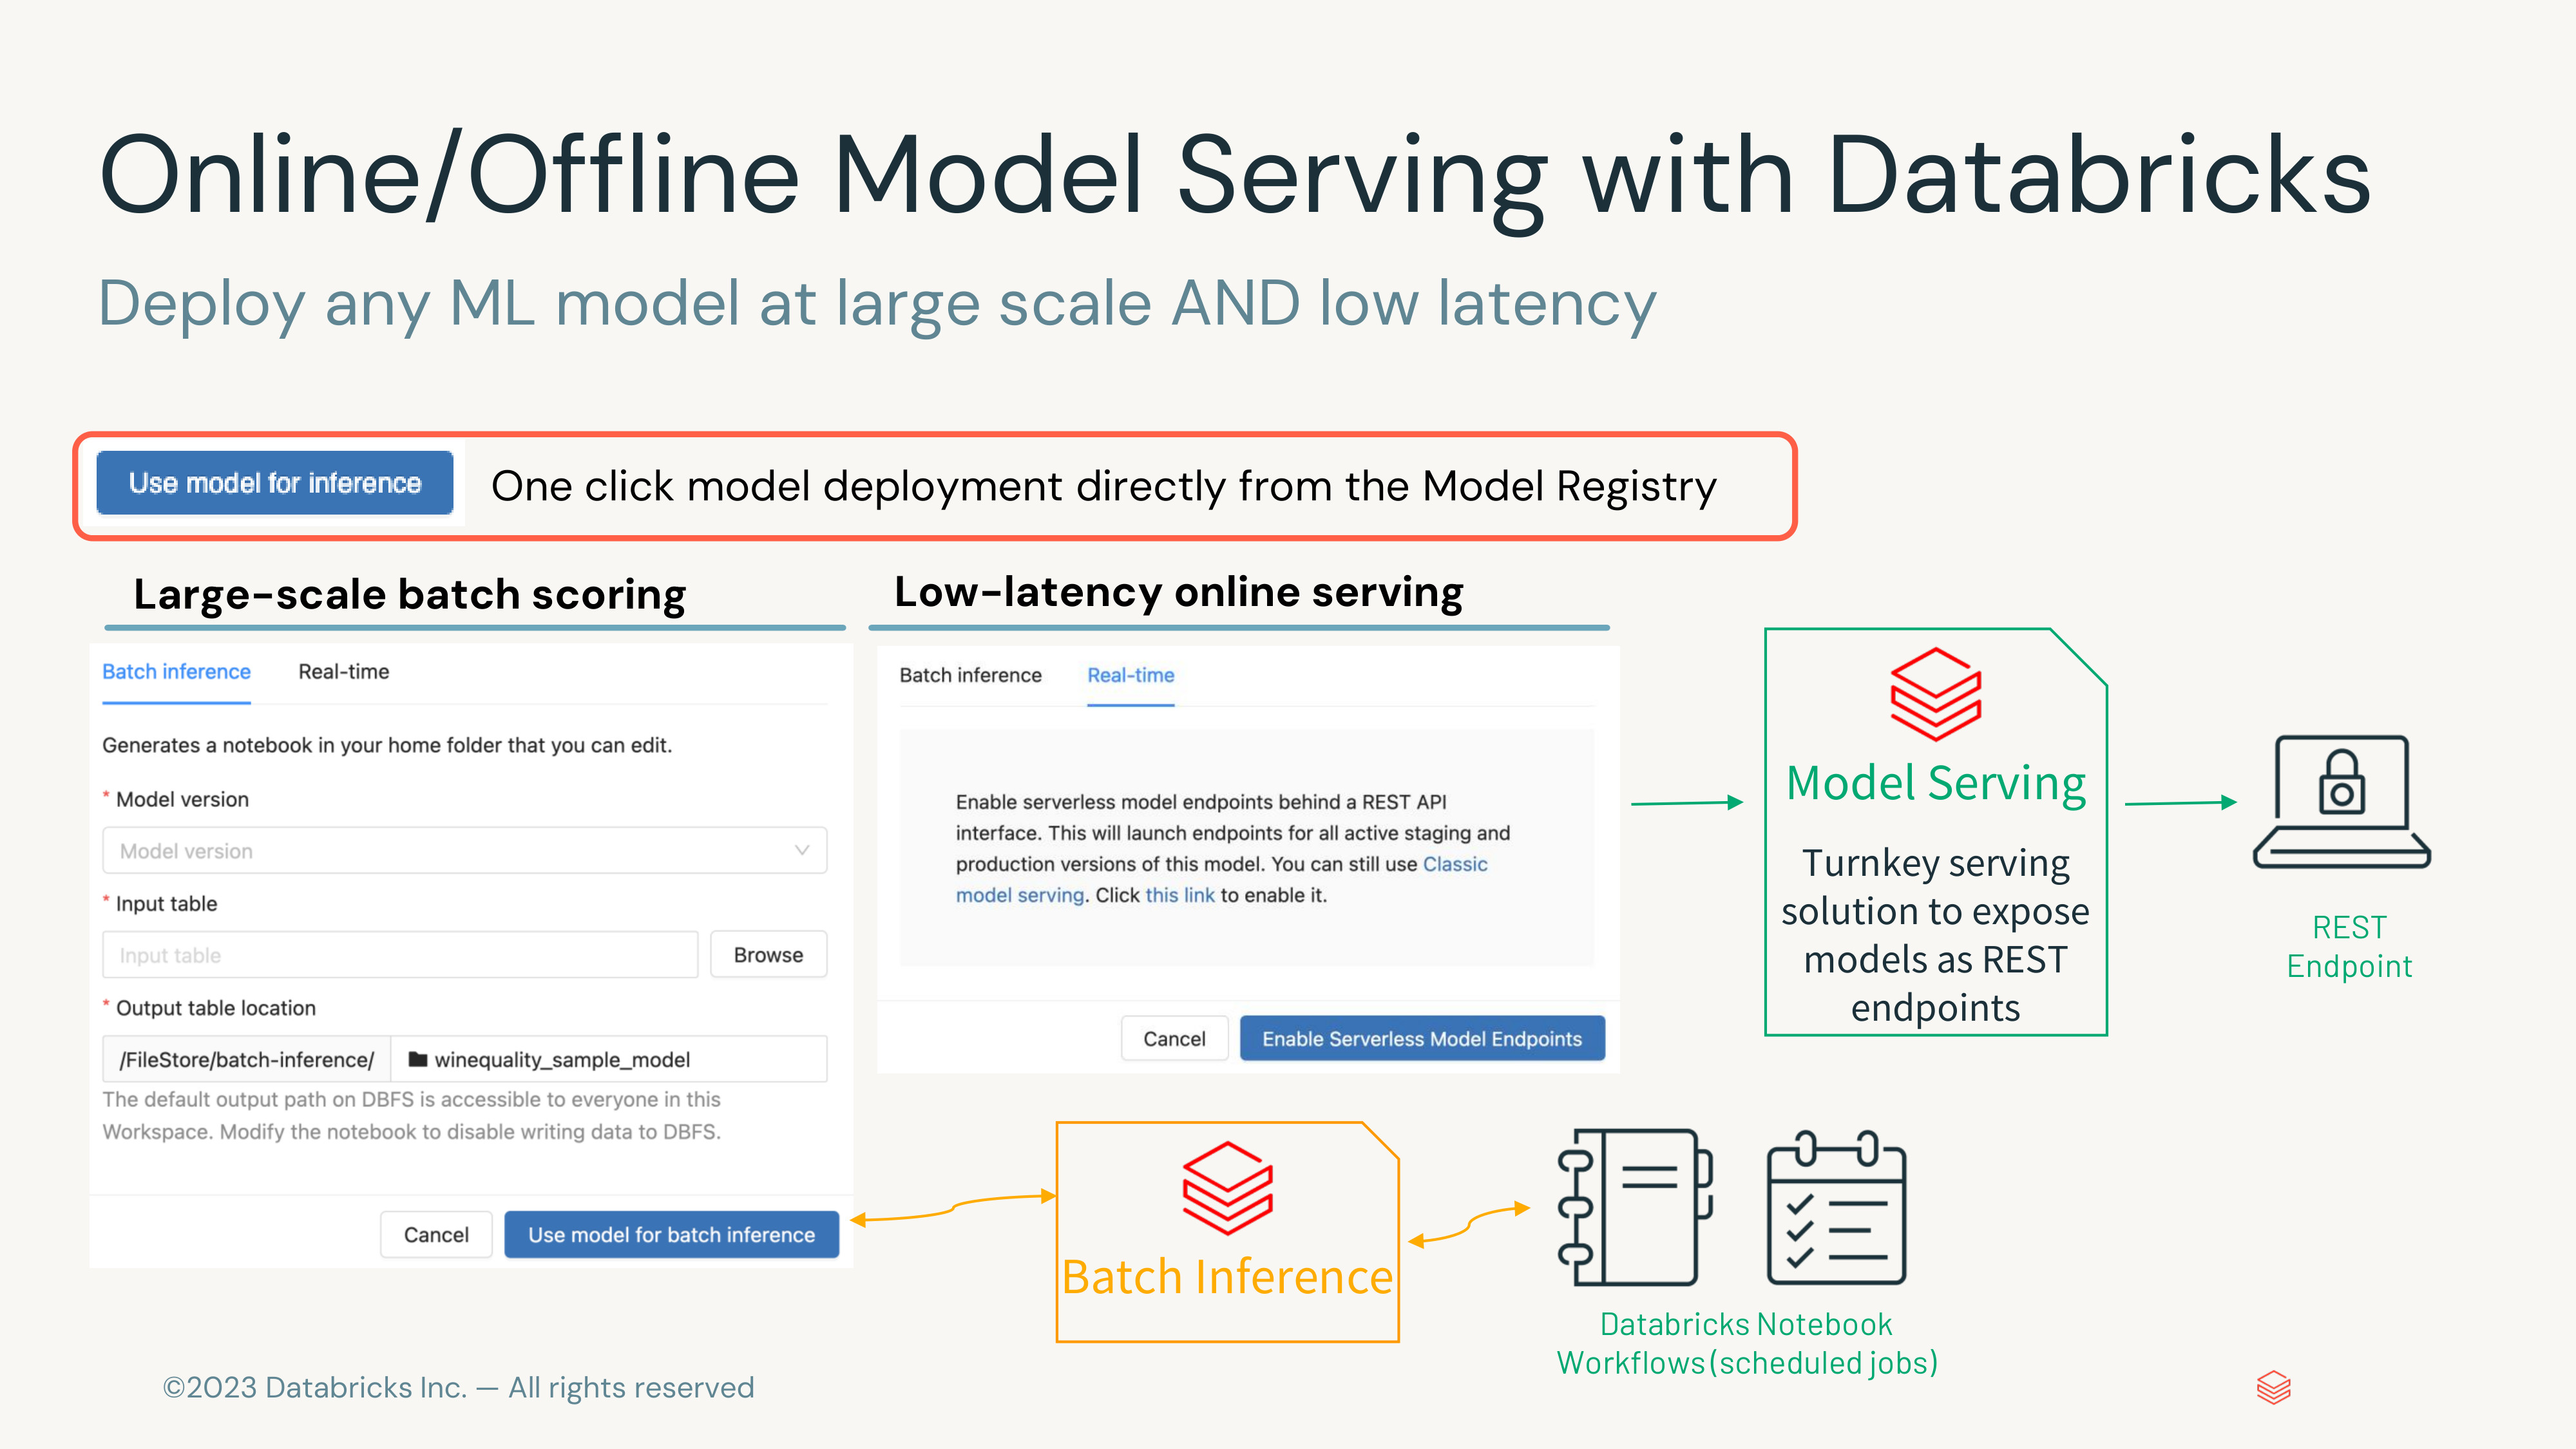 Online/Offline Model Serving with Databricks
Deploy any ML model at large scale AND low latency
Use model for inference
One click model deployment directly from the Model Registry
Large-scale batch scoring
Batch inference
Real-time
Generates a notebook in your home folder that you can edit.
* Model version
Model version
* Input table
Input table
Browse
* Output table location
/FileStore/batch-inference/
winequality_sample_model
The default output path on DBFS is accessible to everyone in this
Workspace. Modify the notebook to disable writing data to DBFS.
Cancel
Use model for batch inference
Low-latency online serving
Batch inference
Real-time
Enable serverless model endpoints behind a REST API
interface. This will launch endpoints for all active staging and
production versions of this model. You can still use Classic
model serving. Click this link to enable it.
Cancel
Enable Serverless Model Endpoints
Model Serving
Turnkey serving
solution to expose
models as REST
endpoints
REST
Endpoint
Batch Inference
Databricks Notebook
Workflows (scheduled jobs)
©2023 Databricks Inc. — All rights reserved